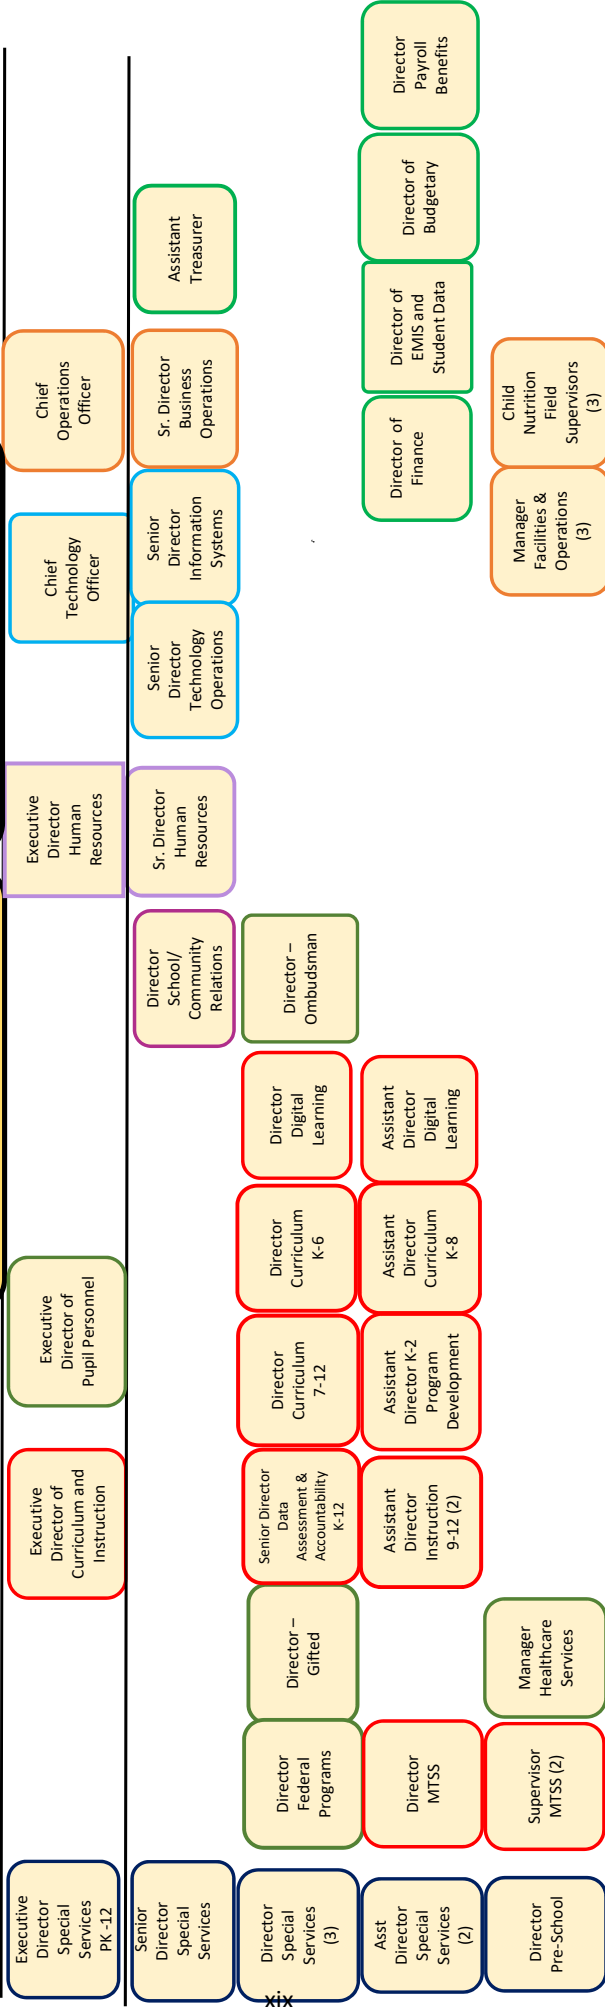 Executive
Director
Special
Services
PK -12
Executive
Director of
Curriculum and
Instruction
Executive
Director of
Pupil Personnel
Executive
Director
Human
Resources
Chief
Technology
Officer
Chief
Operations
Officer
Senior
Director
Special
Services
Director
School/
Community
Relations
Sr. Director
Human
Resources
Senior
Director
Technology
Operations
Senior
Director
Information
Systems
Sr. Director
Business
Operations
Assistant
Treasurer
Director
Special
Services
(3)
Director
Federal
Programs
Director –
Gifted
Senior Director
Data
Assessment &
Accountability
K-12
Director
Curriculum
7-12
Director
Curriculum
K-6
Director
Digital
Learning
Director –
Ombudsman
Asst
Director
Special
Services
(2)
Director
MTSS
Assistant
Director
Instruction
9-12 (2)
Assistant
Director K-2
Program
Development
Assistant
Director
Curriculum
K-8
Assistant
Director
Digital
Learning
Director of
Finance
Director of
EMIS and
Student Data
Director of
Budgetary
Director
Payroll
Benefits
Director
Pre-School
Supervisor
MTSS (2)
Manager
Healthcare
Services
Manager
Facilities &
Operations
(3)
Child
Nutrition
Field
Supervisors
(3)
xix